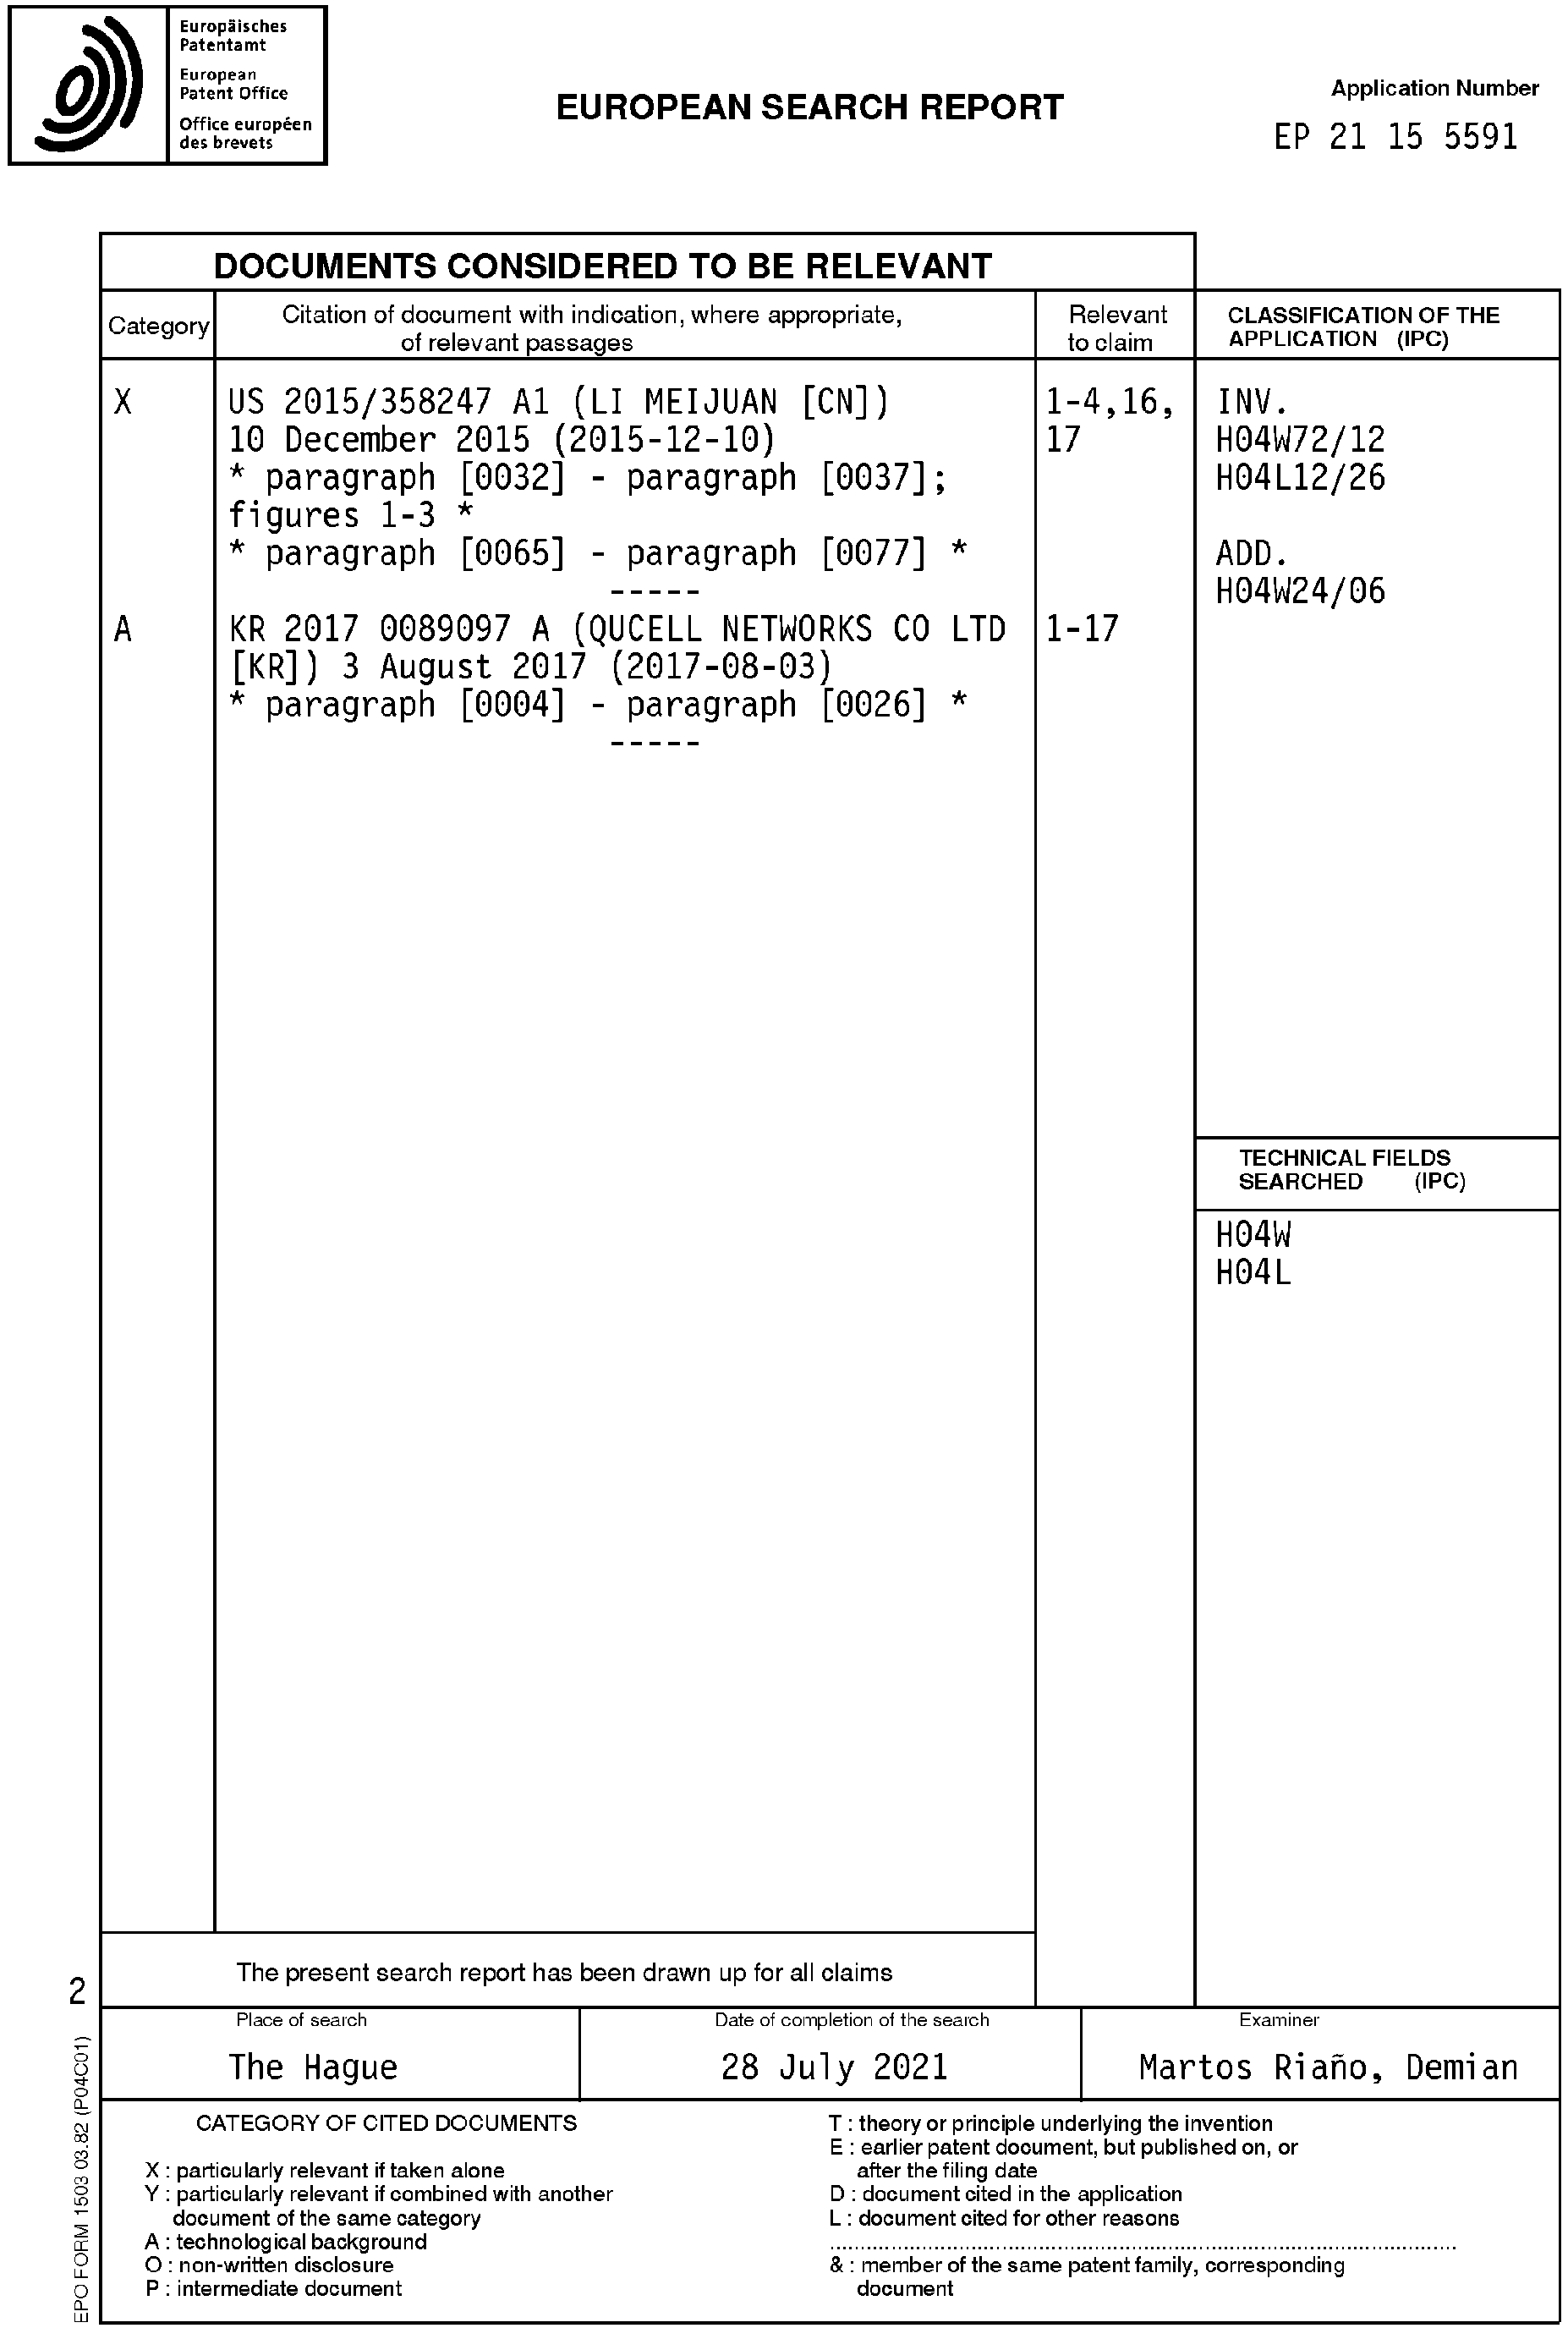 Europäisches
Patentamt
European
Patent Office
Office européen
des brevets
EUROPEAN SEARCH REPORT
Application Number
EP 21 15 5591
DOCUMENTS CONSIDERED TO BE RELEVANT
Category
Citation of document with indication, where appropriate,
of relevant passages
Relevant
to claim
CLASSIFICATION OF THE
APPLICATION (IPC)
X
US 2015/358247 A1 (LI MEIJUAN [CN])
10 December 2015 (2015-12-10)
* paragraph [0032] - paragraph [0037];
figures 1-3 *
* paragraph [0065] - paragraph [0077] *
-----
1-4,16,
17
A
KR 2017 0089097 A (QUCELL NETWORKS CO LTD
[KR]) 3 August 2017 (2017-08-03)
* paragraph [0004] - paragraph [0026] *
-----
1-17
INV.
H04W72/12
H04L12/26
ADD.
H04W24/06
TECHNICAL FIELDS
SEARCHED (IPC)
H04W
H04L
The present search report has been drawn up for all claims
Place of search
The Hague
Date of completion of the search
28 July 2021
Examiner
Martos Riaño, Demian
CATEGORY OF CITED DOCUMENTS
X : particularly relevant if taken alone
Y : particularly relevant if combined with another
document of the same category
A : technological background
O : non-written disclosure
P : intermediate document
T : theory or principle underlying the invention
E : earlier patent document, but published on, or
after the filing date
D : document cited in the application
L : document cited for other reasons
& : member of the same patent family, corresponding
document
2
EPO FORM 1503 03.82 (P04C01)